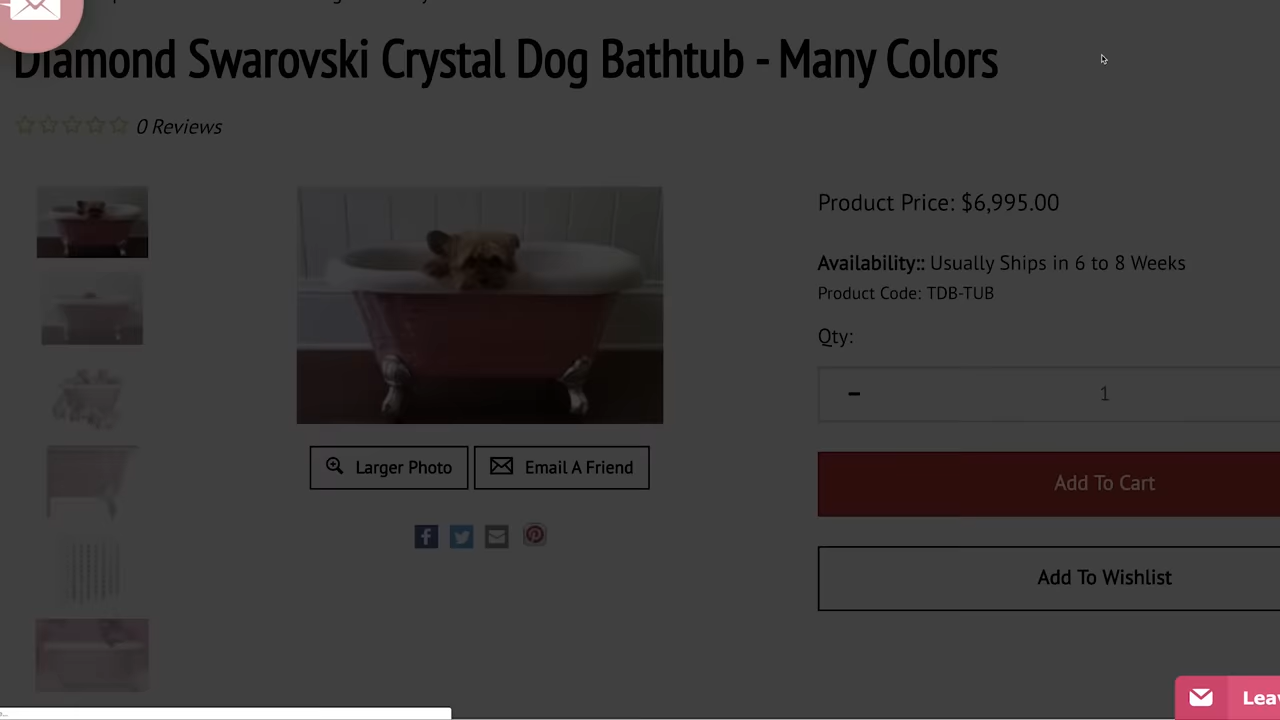 Diamond Swarovski Crystal Dog Bathtub - Many Colors
0 Reviews
Product Price: $6,995.00
Availability:: Usually Ships in 6 to 8 Weeks
Product Code: TDB-TUB
Qty:
- 1
Larger Photo
Email A Friend
Add To Cart
Add To Wishlist